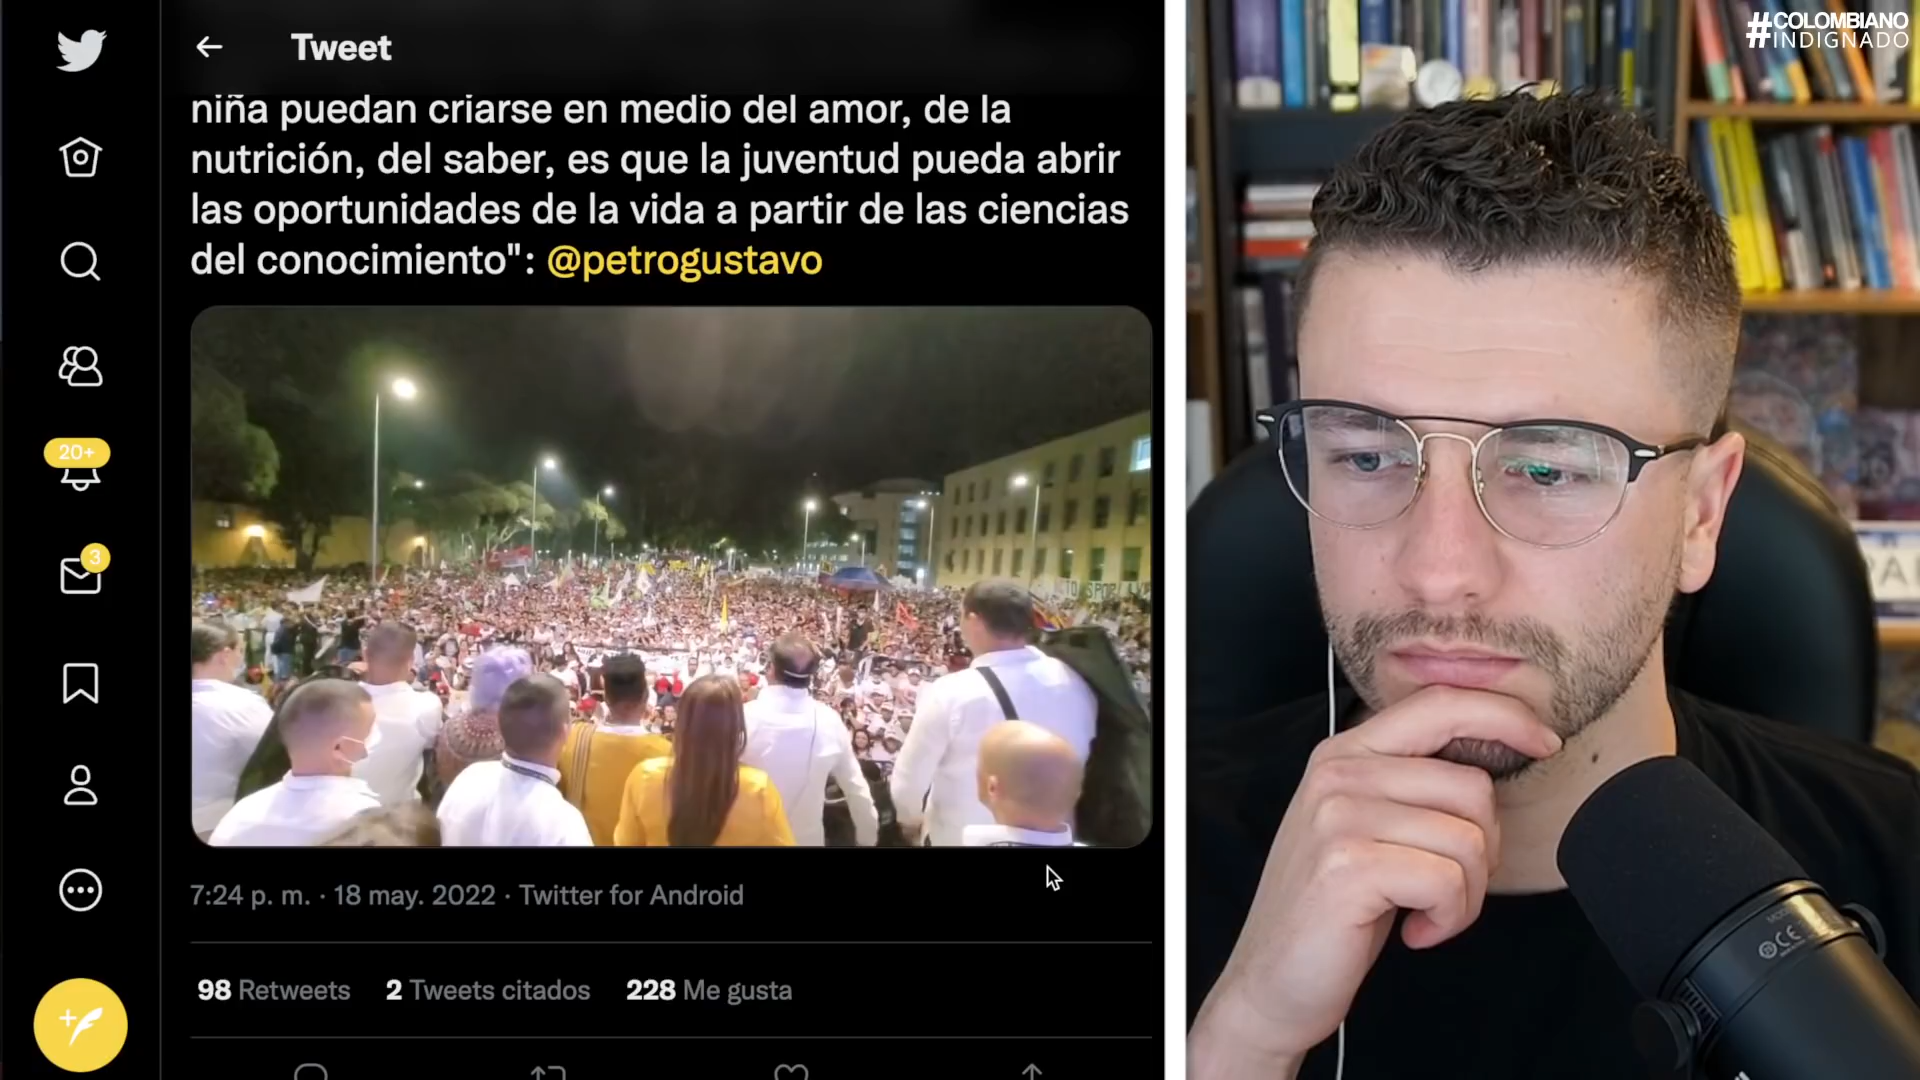 #COLOMBIANO
INDIGNADO
Tweet
niña puedan criarse en medio del amor, de la
nutrición, del saber, es que la juventud pueda abrir
las oportunidades de la vida a partir de las ciencias
del conocimiento": @petrogustavo
20+
3
7:24 p. m. · 18 may. 2022 · Twitter for Android
98 Retweets 2 Tweets citados 228 Me gusta